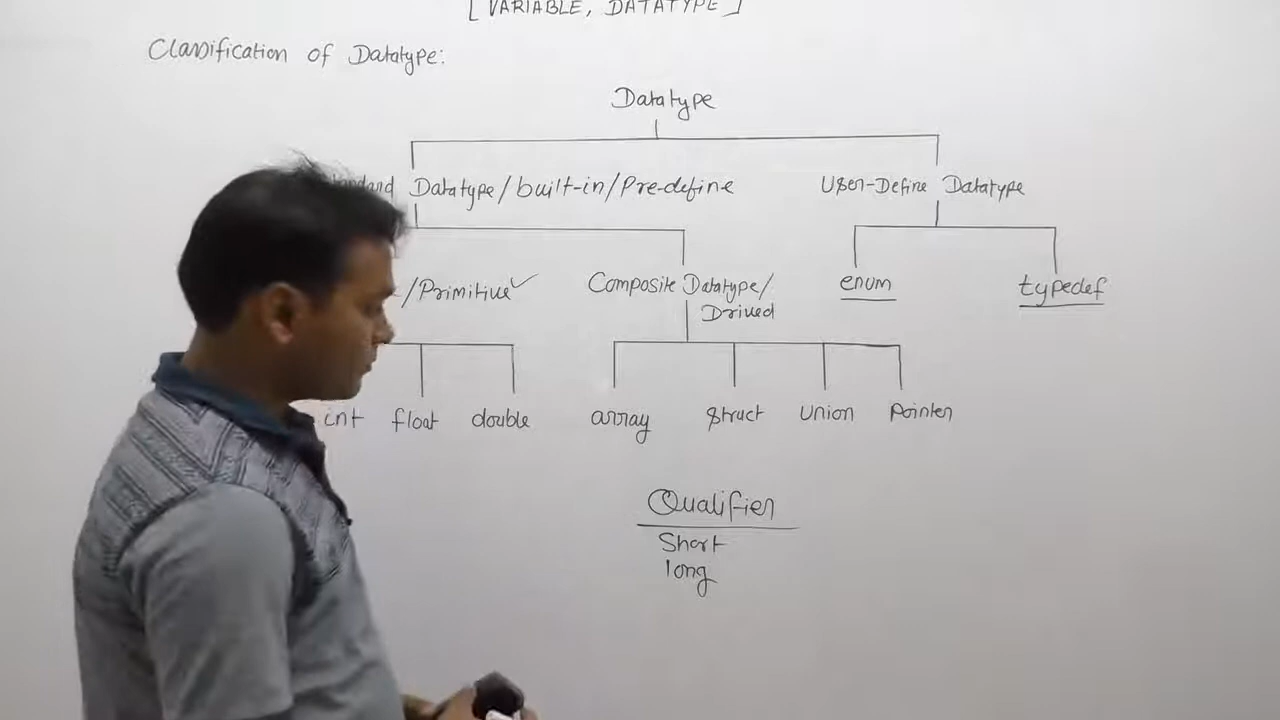 [ VARIABLE, DATATYPE ]
Classification of Datatype:
Datatype
Datatype/built-in/Pre-define User-Define Datatype
/Primitive✓ Composite Datatype/ enum typedef
Drived
int float double array struct union Pointer
Qualifier
Short
long